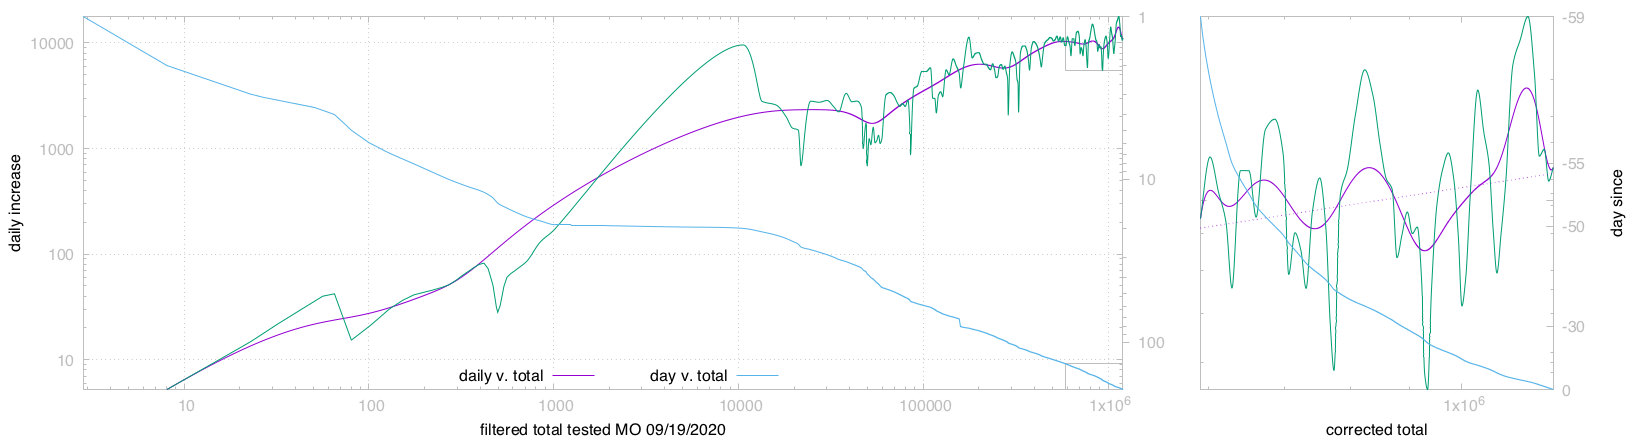 daily increase
10000
1000
100
10
10
100
1000
10000
100000
1x10^6
1
10
100
daily v. total
day v. total
filtered total tested MO 09/19/2020
1x10^6
-59
-55
-50
-30
0
day since
corrected total